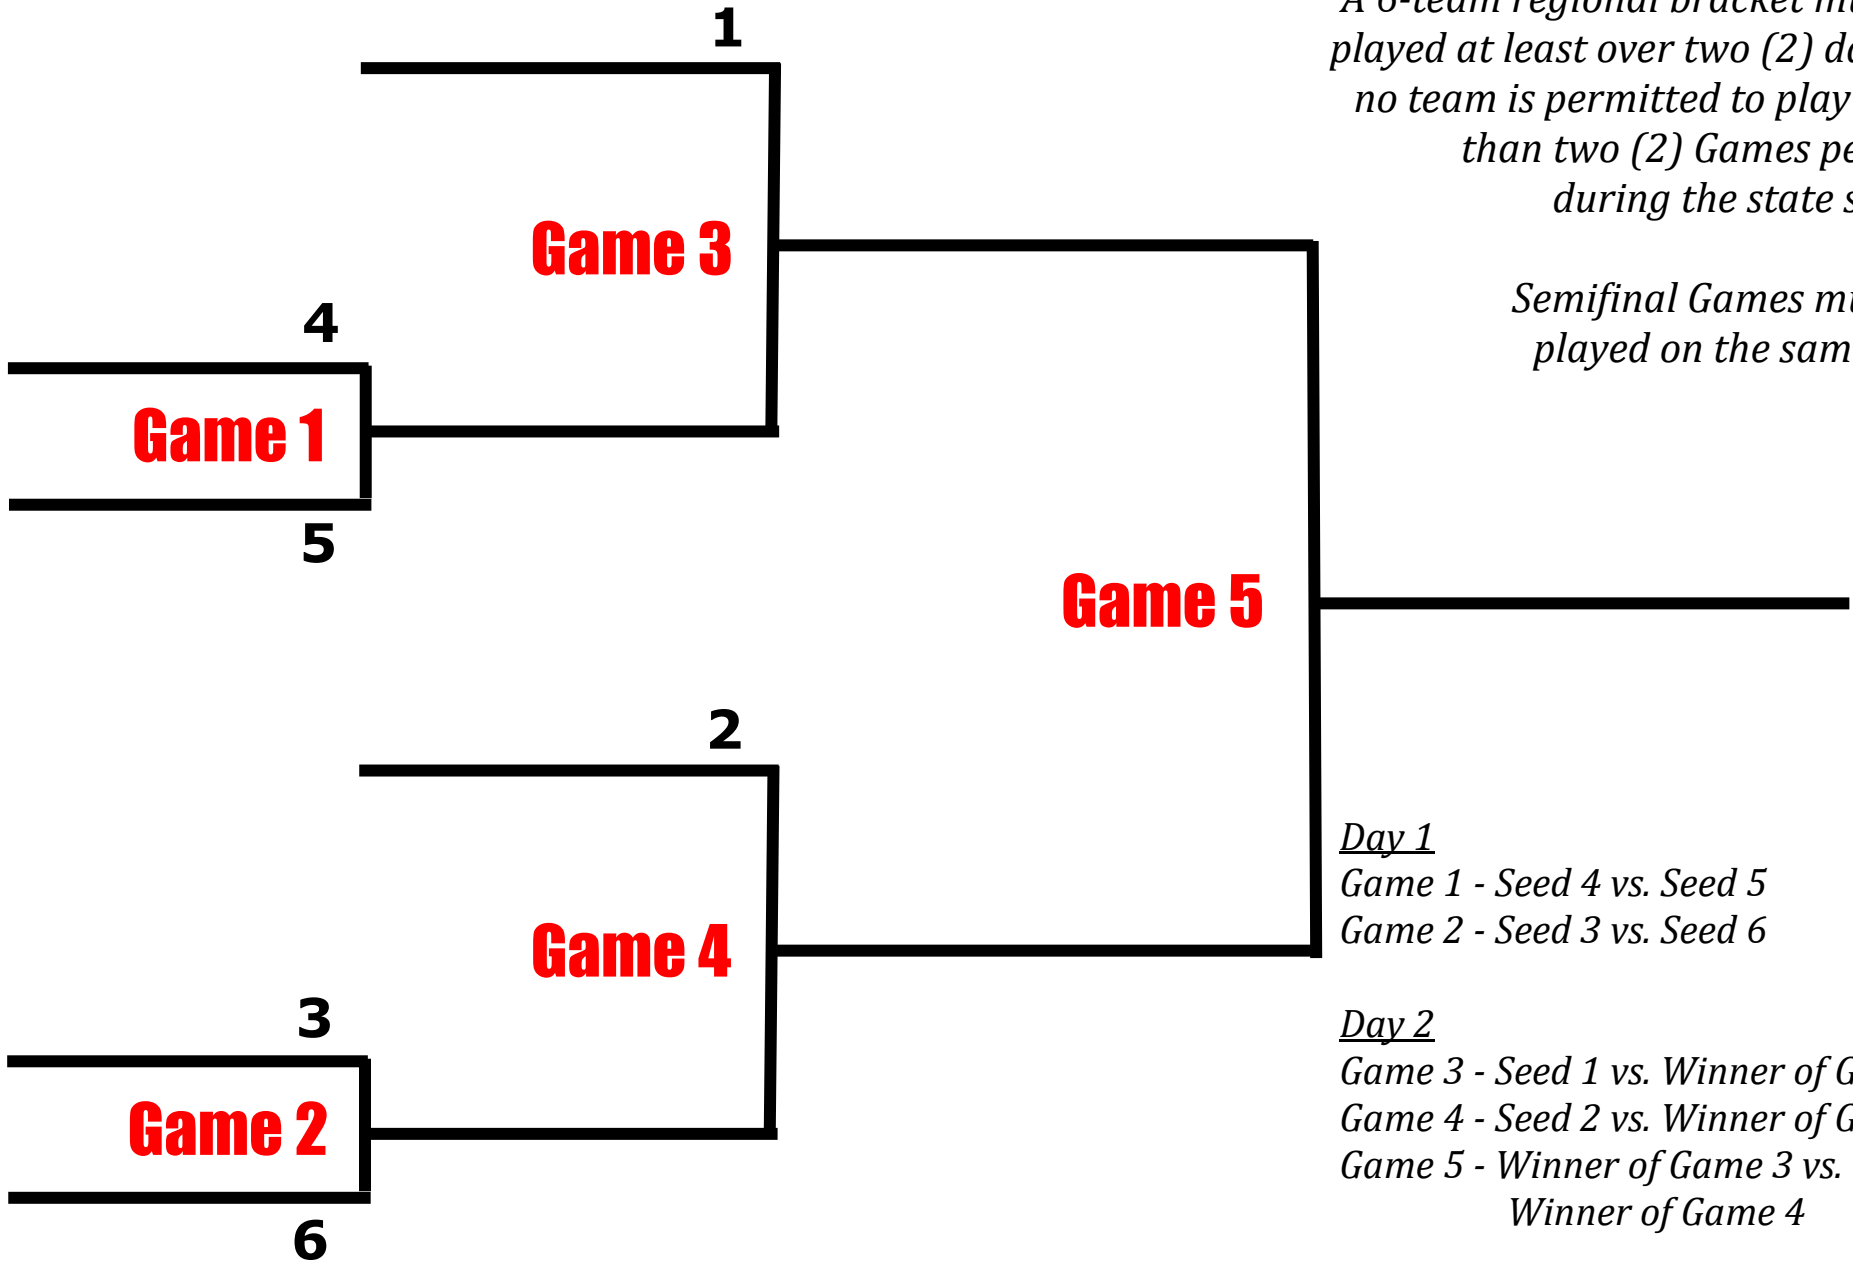 1
A 6-team regional bracket
played at least over two (2)
no team is permitted to play
than two (2) Games
during the state
Game 3
Semifinal Games
played on the
4
Game 1
5
Game 5
2
Day 1
Game 1 - Seed 4 vs. Seed 5
Game 2 - Seed 3 vs. Seed 6
Game 4
3
Day 2
Game 3 - Seed 1 vs. Winner of
Game 4 - Seed 2 vs. Winner of
Game 5 - Winner of Game 3 vs.
Winner of Game 4
Game 2
6